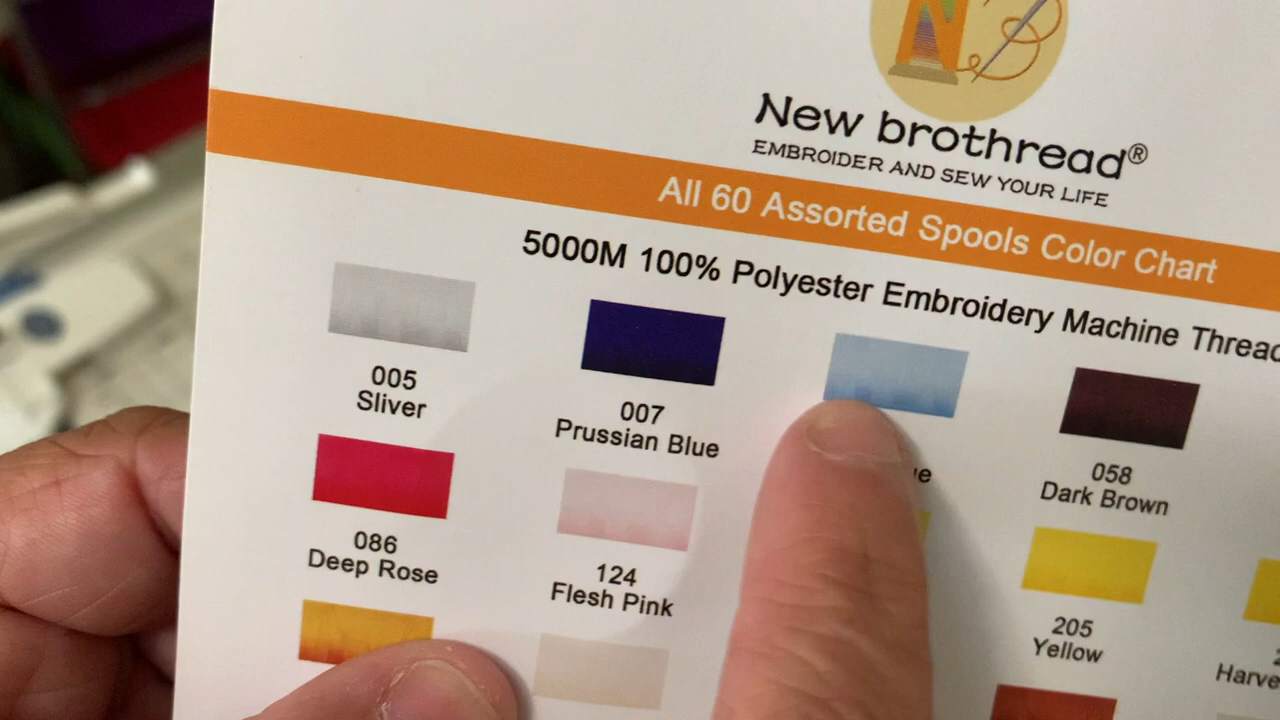 New brothread®
EMBROIDER AND SEW YOUR LIFE
All 60 Assorted Spools Color Chart
5000M 100% Polyester Embroidery Machine
005
Sliver
007
Prussian Blue
058
Dark Brown
086
Deep Rose
124
Flesh Pink
205
Yellow